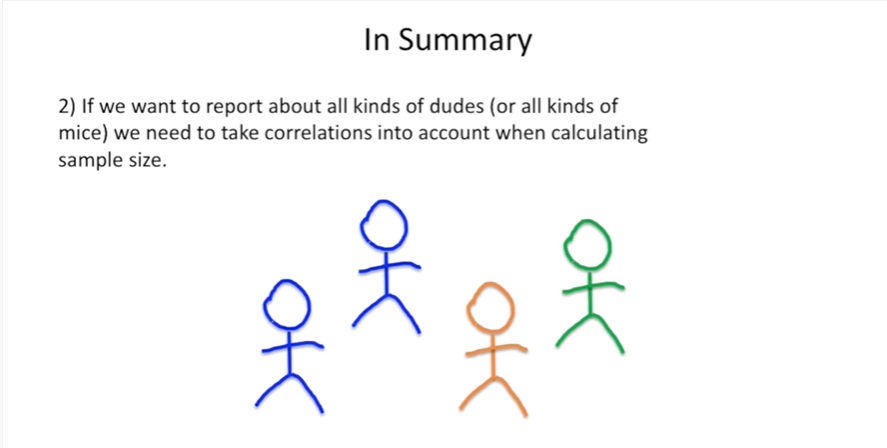 In Summary
2) If we want to report about all kinds of dudes (or all kinds of
mice) we need to take correlations into account when calculating
sample size.